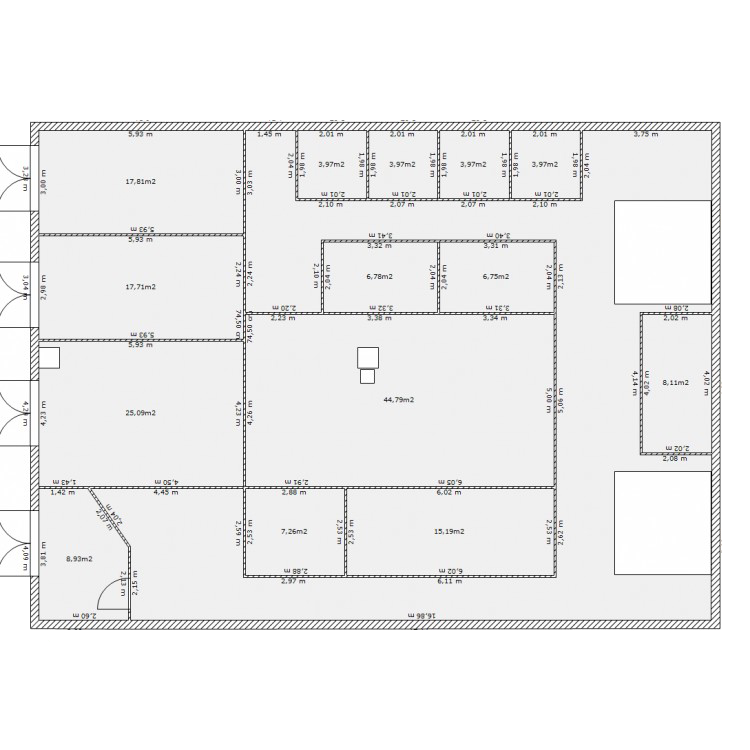 5,93 m
1,45 m
2,01 m
2,01 m
2,01 m
2,01 m
3,75 m
3,00 m
17,81m2
3,00 m
3,03 m
2,04 m
1,98 m
3,97m2
1,98 m
1,98 m
3,97m2
1,98 m
1,98 m
3,97m2
1,98 m
1,98 m
3,97m2
1,98 m
2,04 m
2,01 m
2,01 m
2,01 m
2,01 m
2,10 m
2,07 m
2,07 m
2,10 m
5,93 m
5,93 m
3,41 m
3,40 m
3,32 m
3,31 m
3,04 m
2,98 m
17,71m2
2,24 m
2,24 m
2,10 m
2,04 m
6,78m2
2,04 m
2,04 m
6,75m2
2,04 m
2,13 m
2,20 m
3,32 m
3,31 m
2,23 m
3,38 m
3,34 m
74,50 m
74,50 m
2,08 m
2,02 m
5,93 m
5,93 m
4,23 m
25,09m2
4,23 m
4,26 m
44,79m2
5,00 m
5,06 m
4,14 m
4,02 m
8,11m2
4,02 m
2,02 m
2,08 m
1,43 m
4,50 m
2,91 m
6,05 m
1,42 m
4,45 m
2,88 m
6,02 m
2,04 m
2,07 m
4,09 m
3,81 m
8,93m2
2,13 m
2,15 m
2,59 m
2,53 m
7,26m2
2,53 m
2,53 m
15,19m2
2,53 m
2,62 m
2,88 m
6,02 m
2,97 m
6,11 m
2,60 m
16,86 m